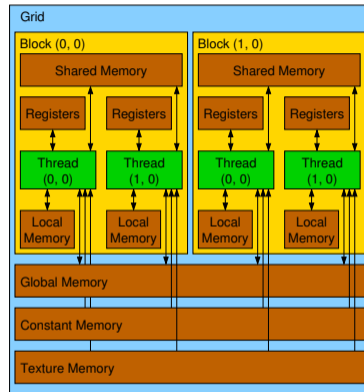 Grid
Block (0, 0)
Shared Memory
Registers
Registers
Thread
(0, 0)
Thread
(1, 0)
Local
Memory
Local
Memory
Block (1, 0)
Shared Memory
Registers
Registers
Thread
(0, 0)
Thread
(1, 0)
Local
Memory
Local
Memory
Global Memory
Constant Memory
Texture Memory